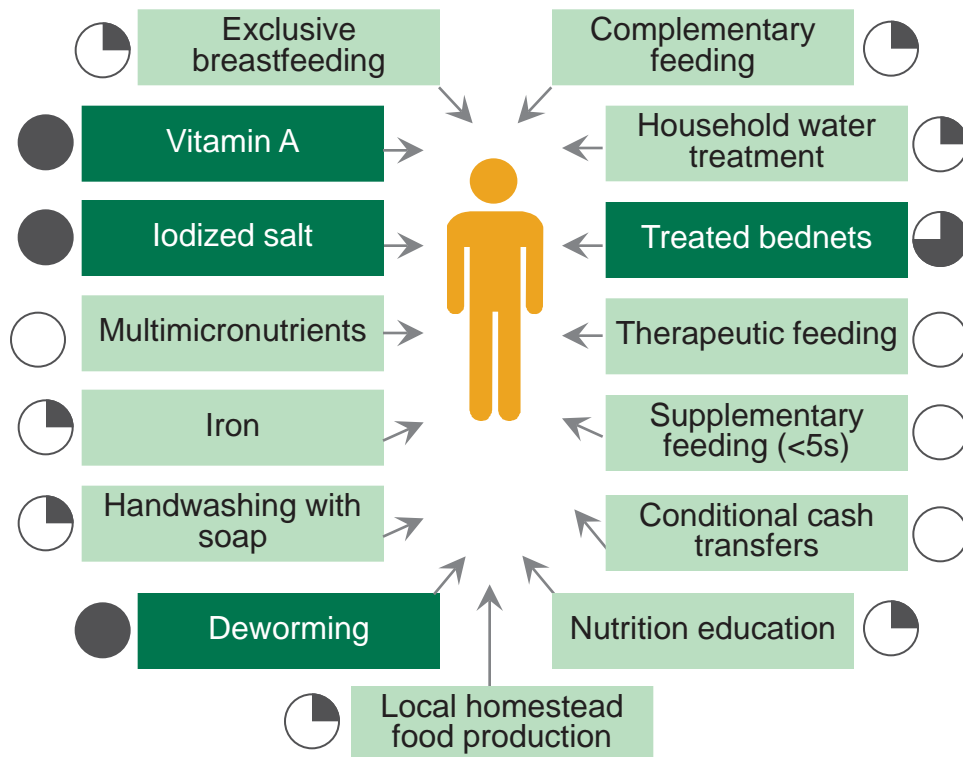 Exclusive
breastfeeding
Complementary
feeding
Vitamin A
Household water
treatment
Iodized salt
Treated bednets
Multimicronutrients
Therapeutic feeding
Iron
Supplementary
feeding (<5s)
Handwashing with
soap
Conditional cash
transfers
Deworming
Nutrition education
Local homestead
food production